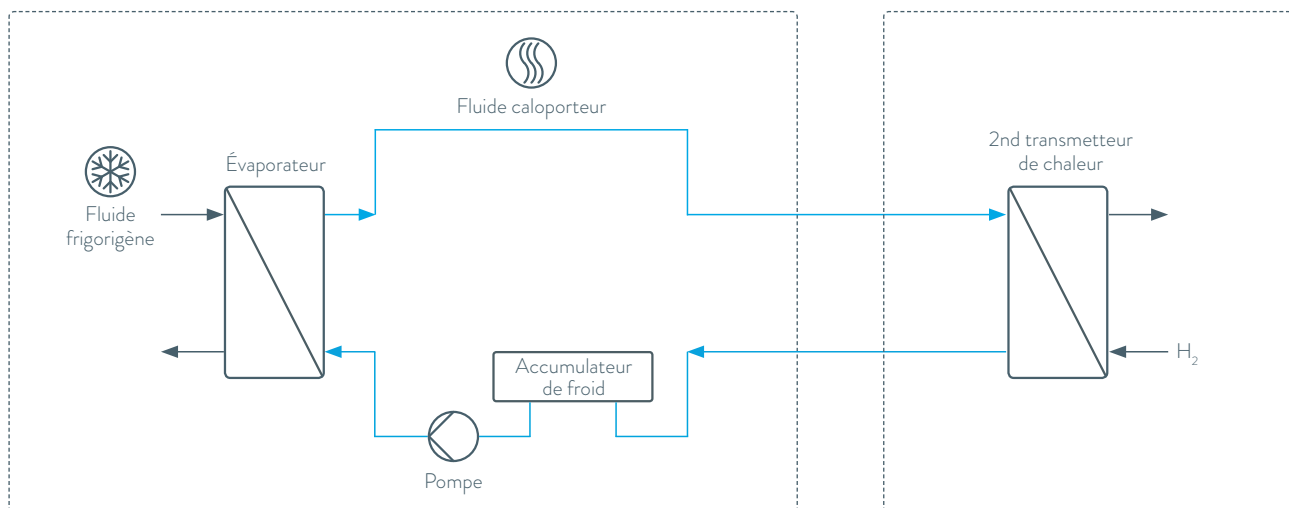 Fluide caloporteur
2nd transmetteur
de chaleur
Évaporateur
Fluide
frigorigène
H₂
Accumulateur
de froid
Pompe